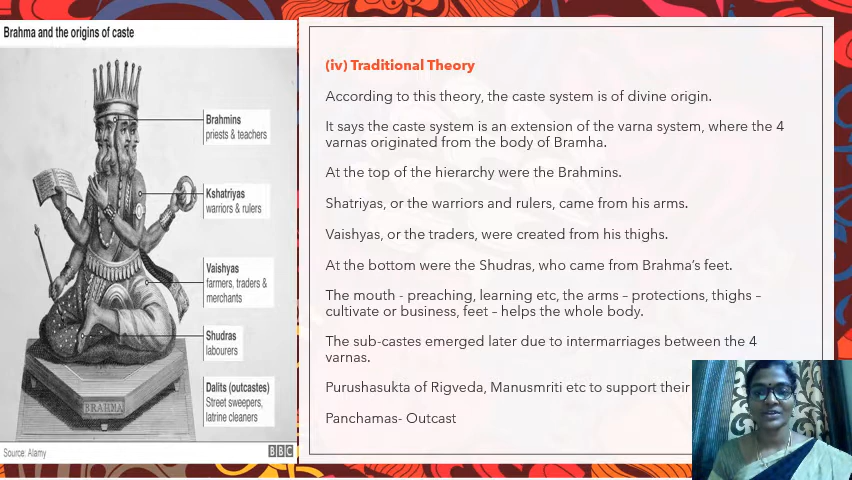 Brahma and the origins of caste
Brahmins
priests & teachers
Kshatriyas
warriors & rulers
Vaishyas
farmers, traders &
merchants
Shudras
labourers
Dalits (outcastes)
Street sweepers,
latrine cleaners
BRAHMA
Source: Alamy
BBC
(iv) Traditional Theory
According to this theory, the caste system is of divine origin.
It says the caste system is an extension of the varna system, where the 4
varnas originated from the body of Bramha.
At the top of the hierarchy were the Brahmins.
Shatriyas, or the warriors and rulers, came from his arms.
Vaishyas, or the traders, were created from his thighs.
At the bottom were the Shudras, who came from Brahma’s feet.
The mouth - preaching, learning etc, the arms – protections, thighs –
cultivate or business, feet – helps the whole body.
The sub-castes emerged later due to intermarriages between the 4
varnas.
Purushasukta of Rigveda, Manusmriti etc to support their
Panchamas- Outcast